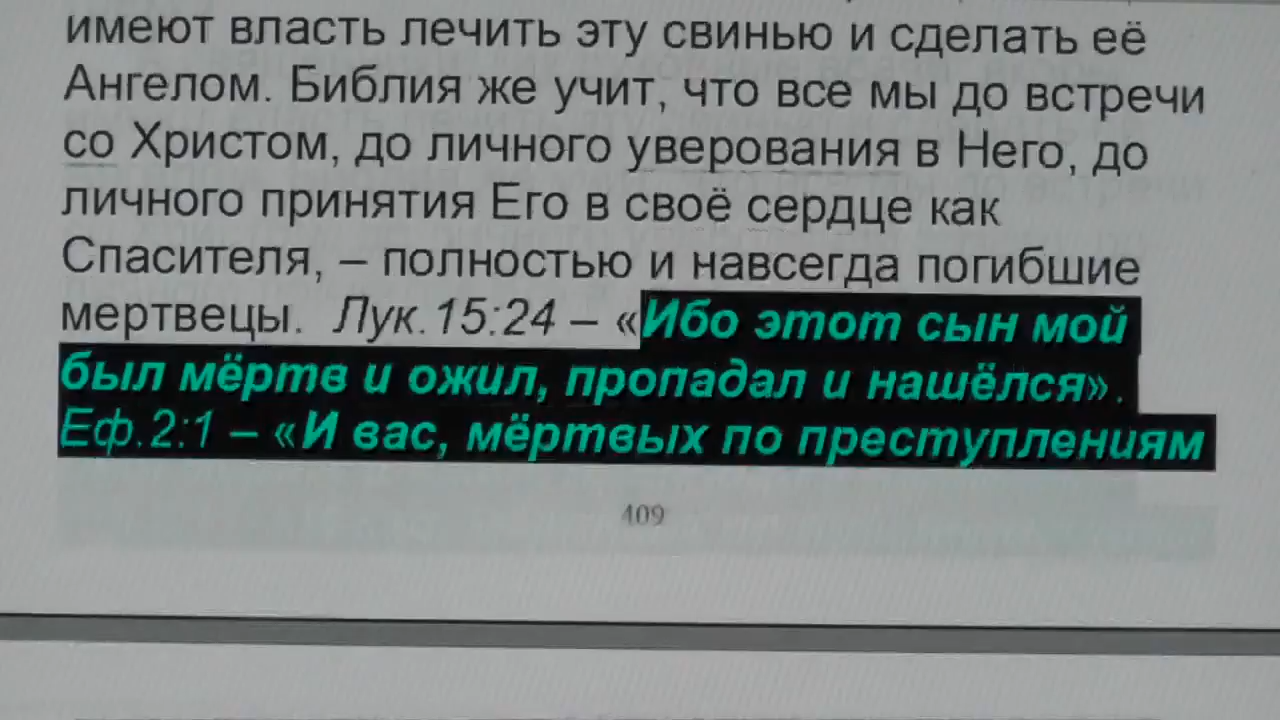 имеют власть лечить эту свинью и сделать её
Ангелом. Библия же учит, что все мы до встречи
со Христом, до личного уверования в Него, до
личного принятия Его в своё сердце как
Спасителя, – полностью и навсегда погибшие
мертвецы. Лук.15:24 – «Ибо этот сын мой
был мёртв и ожил, пропадал и нашёлся».
Еф.2:1 – «И вас, мёртвых по преступлениям
409